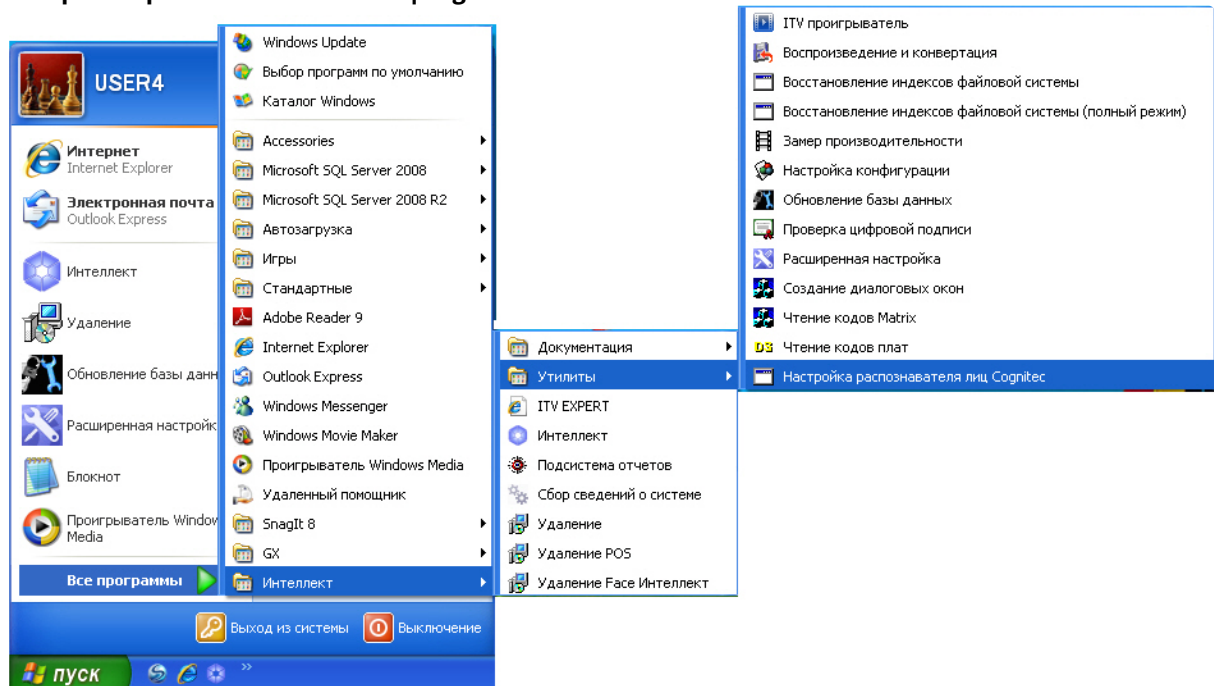 USER4
Интернет
Internet Explorer
Электронная почта
Outlook Express
Интеллект
Удаление
Обновление базы данн
Расширенная настройк
Блокнот
Проигрыватель Window
Media
Все программы
Выход из системы
Выключение
пуск
Windows Update
Выбор программ по умолчанию
Каталог Windows
Accessories
Microsoft SQL Server 2008
Microsoft SQL Server 2008 R2
Автозагрузка
Игры
Стандартные
Adobe Reader 9
Internet Explorer
Outlook Express
Windows Messenger
Windows Movie Maker
Проигрыватель Windows Media
Удаленный помощник
SnagIt 8
GX
Интеллект
Документация
Утилиты
ITV EXPERT
Интеллект
Подсистема отчетов
Сбор сведений о системе
Удаление
Удаление POS
Удаление Face Интеллект
ITV проигрыватель
Воспроизведение и конвертация
Восстановление индексов файловой системы
Восстановление индексов файловой системы (полный режим)
Замер производительности
Настройка конфигурации
Обновление базы данных
Проверка цифровой подписи
Расширенная настройка
Создание диалоговых окон
Чтение кодов Matrix
Чтение кодов плат
Настройка распознавателя лиц Cognitec